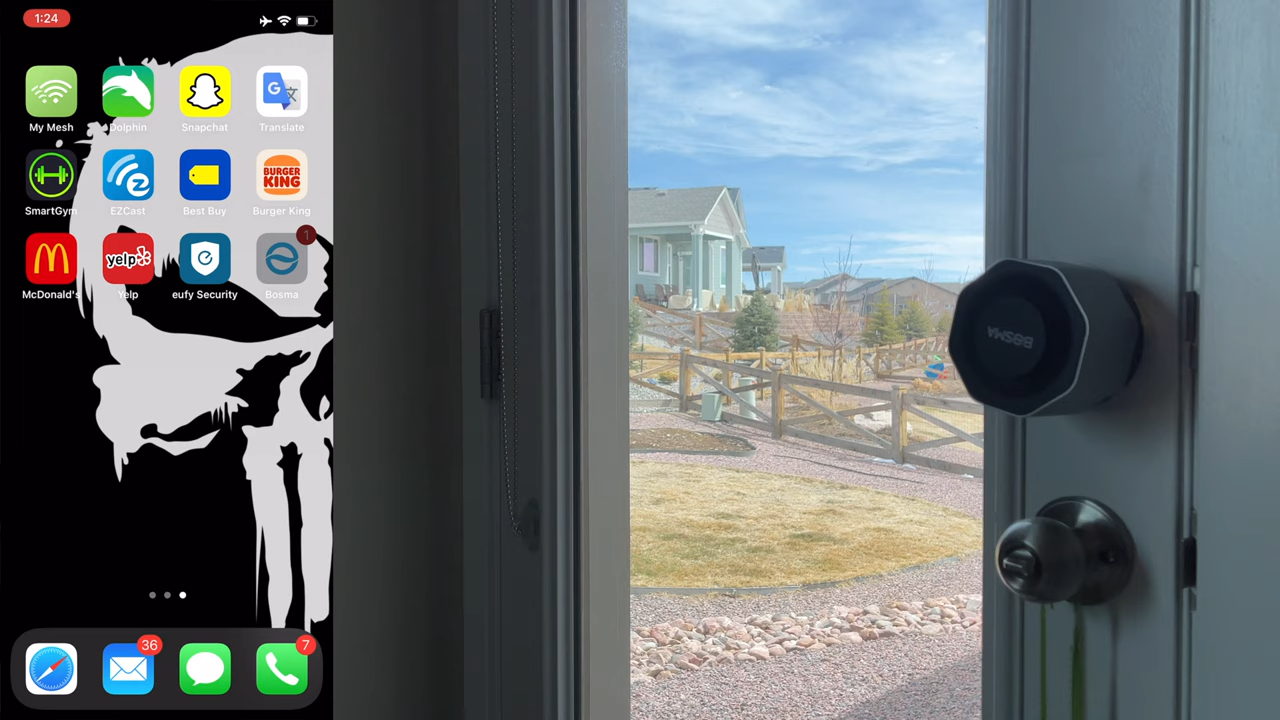 1:24
My Mesh
Dolphin
Snapchat
G
Translate
SmartGym
EZCast
Best Buy
BURGER
KING
Burger King
McDonald's
yelp
Yelp
eufy Security
1
Bosma
36
7
BOSMA